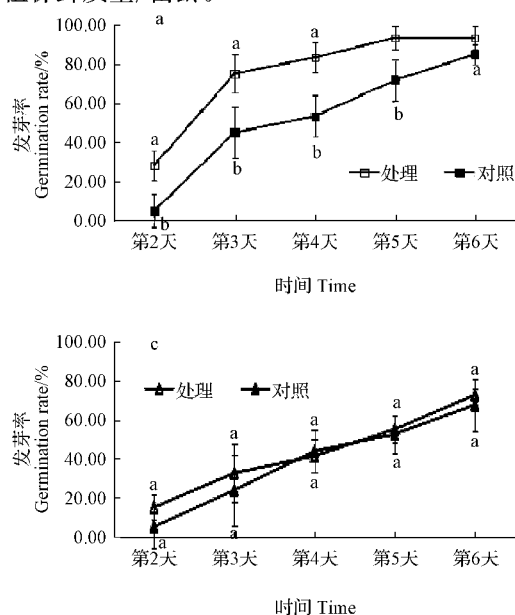 a
100.00
80.00
60.00
40.00
20.00
0.00
发芽率
Germination rate/%
a
a
a
a
b
b
b
b
处理
对照
第2天
第3天
第4天
第5天
第6天
时间 Time
c
100.00
80.00
60.00
40.00
20.00
0.00
发芽率
Germination rate/%
处理
对照
a
a
a
a
a
a
a
a
a
a
第2天
第3天
第4天
第5天
第6天
时间 Time